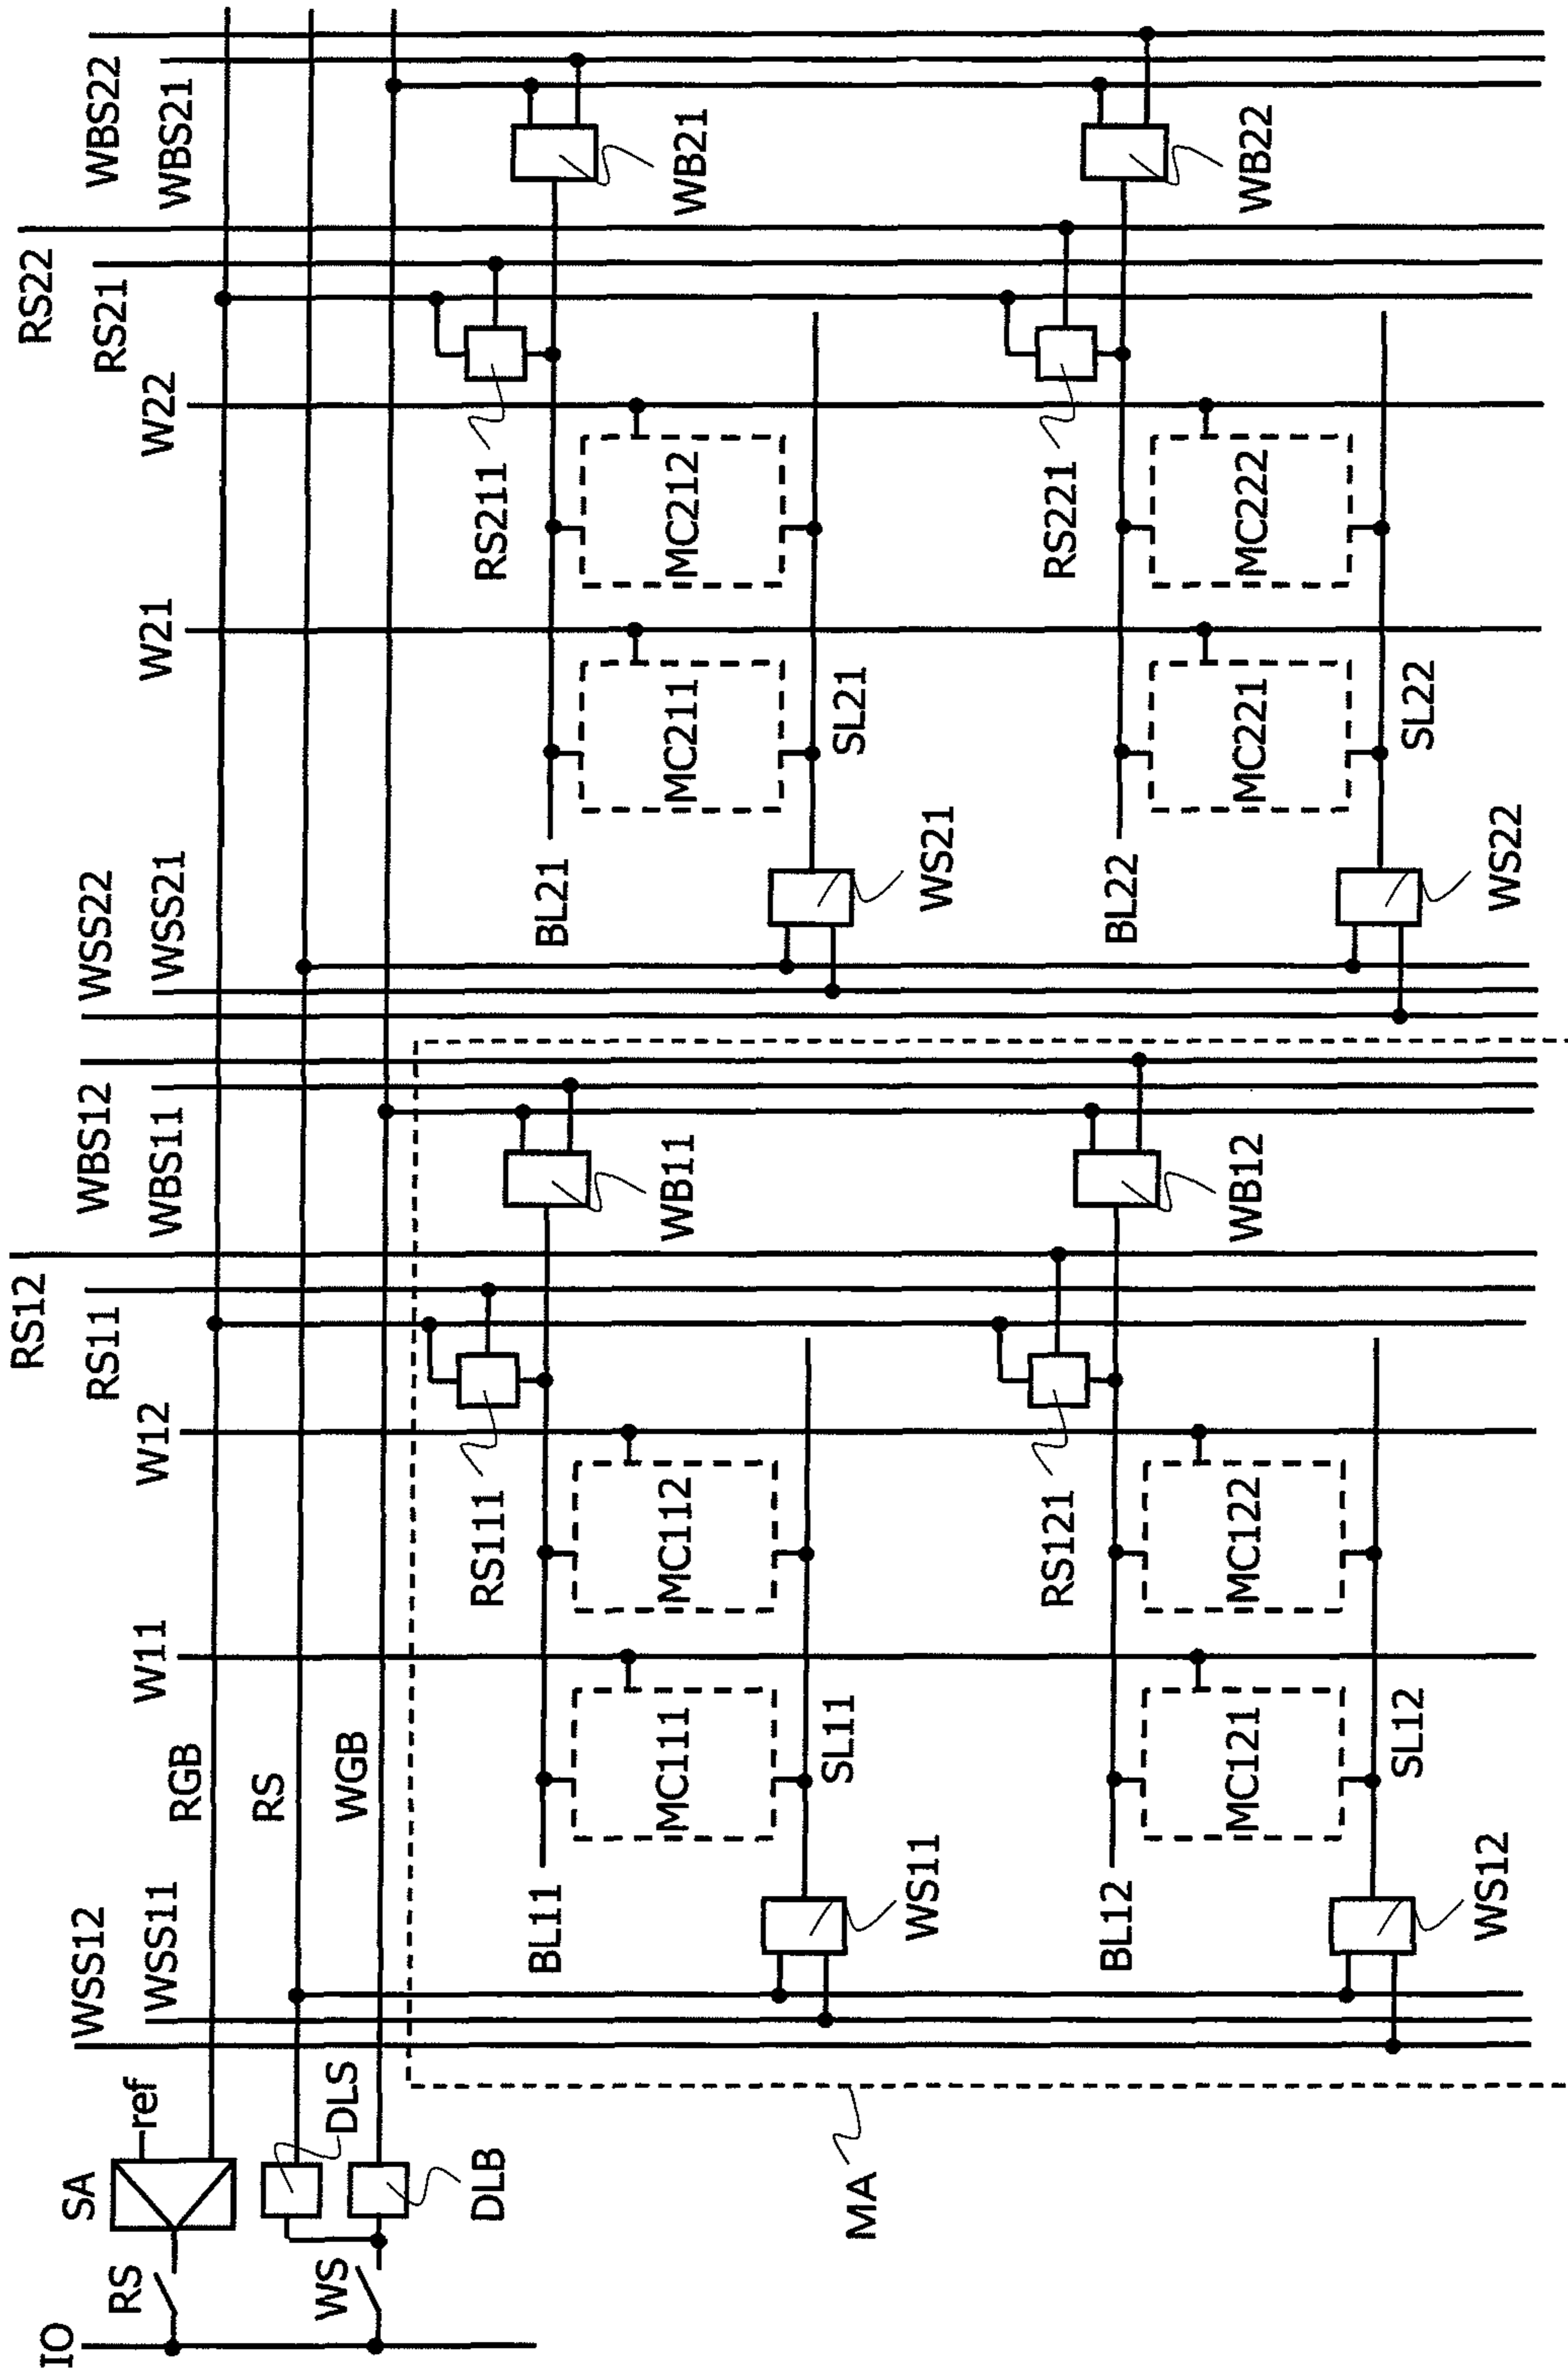 IO
RS
SA
ref
WS
DLS
DLB
MA
WSS12
WSS11
RGB
RS
WGB
W11
W12
RS12
RS11
WBS12
WBS11
WSS22
WSS21
W21
W22
RS22
RS21
WBS22
WBS21
BL11
MC111
MC112
RS111
WB11
SL11
WS11
BL21
MC211
MC212
RS211
WB21
SL21
WS21
BL12
MC121
MC122
RS121
WB12
SL12
WS12
BL22
MC221
MC222
RS221
WB22
SL22
WS22